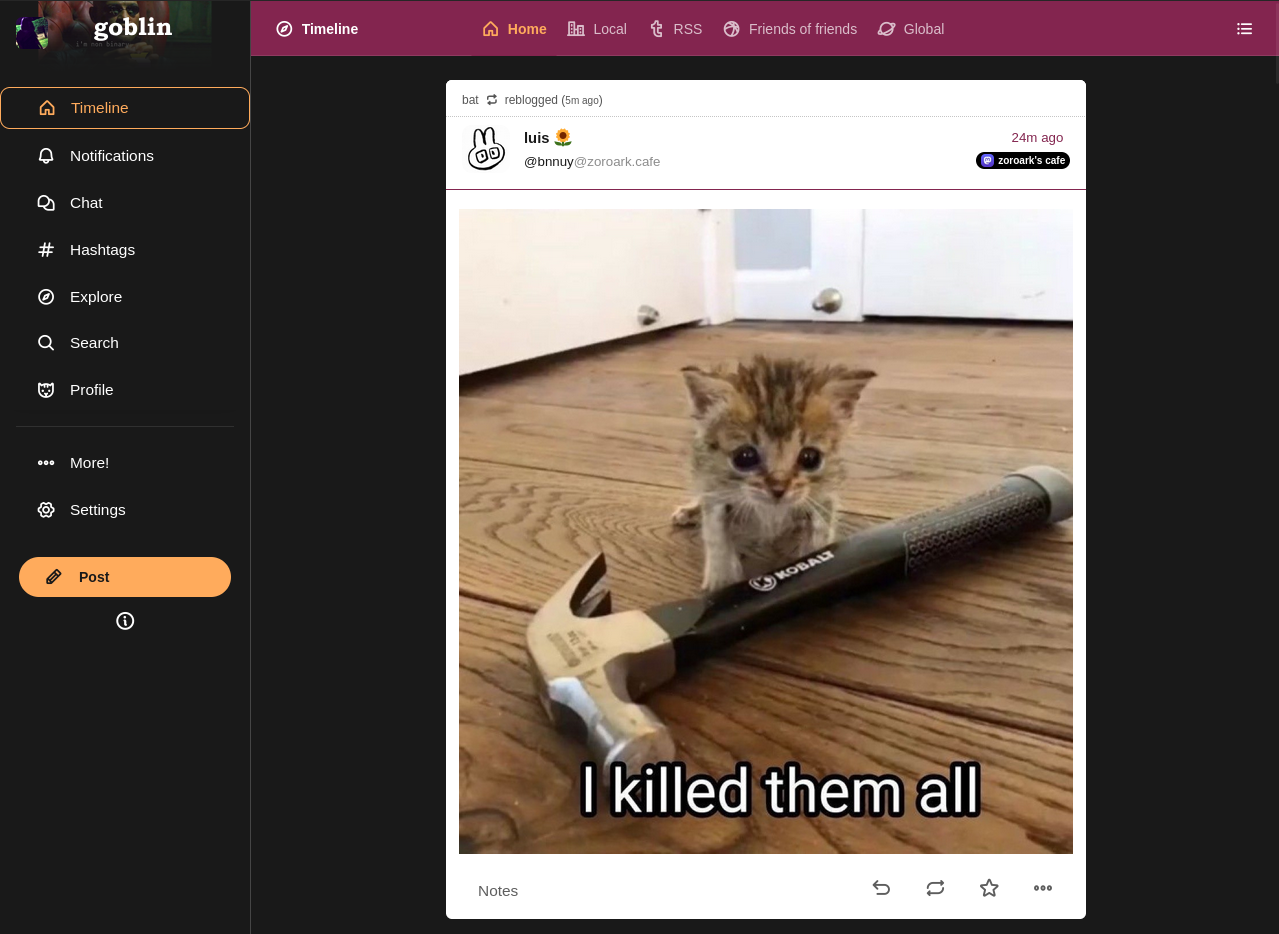 goblin
I'm non binary
Timeline
Notifications
Chat
Hashtags
Explore
Search
Profile
More!
Settings
Post
Timeline
Home
Local
RSS
Friends of friends
Global
bat reblogged (5m ago)
luis 🌻
24m ago
@bnnuy@zoroark.cafe
zoroark's cafe
KOBALT
I killed them all
Notes